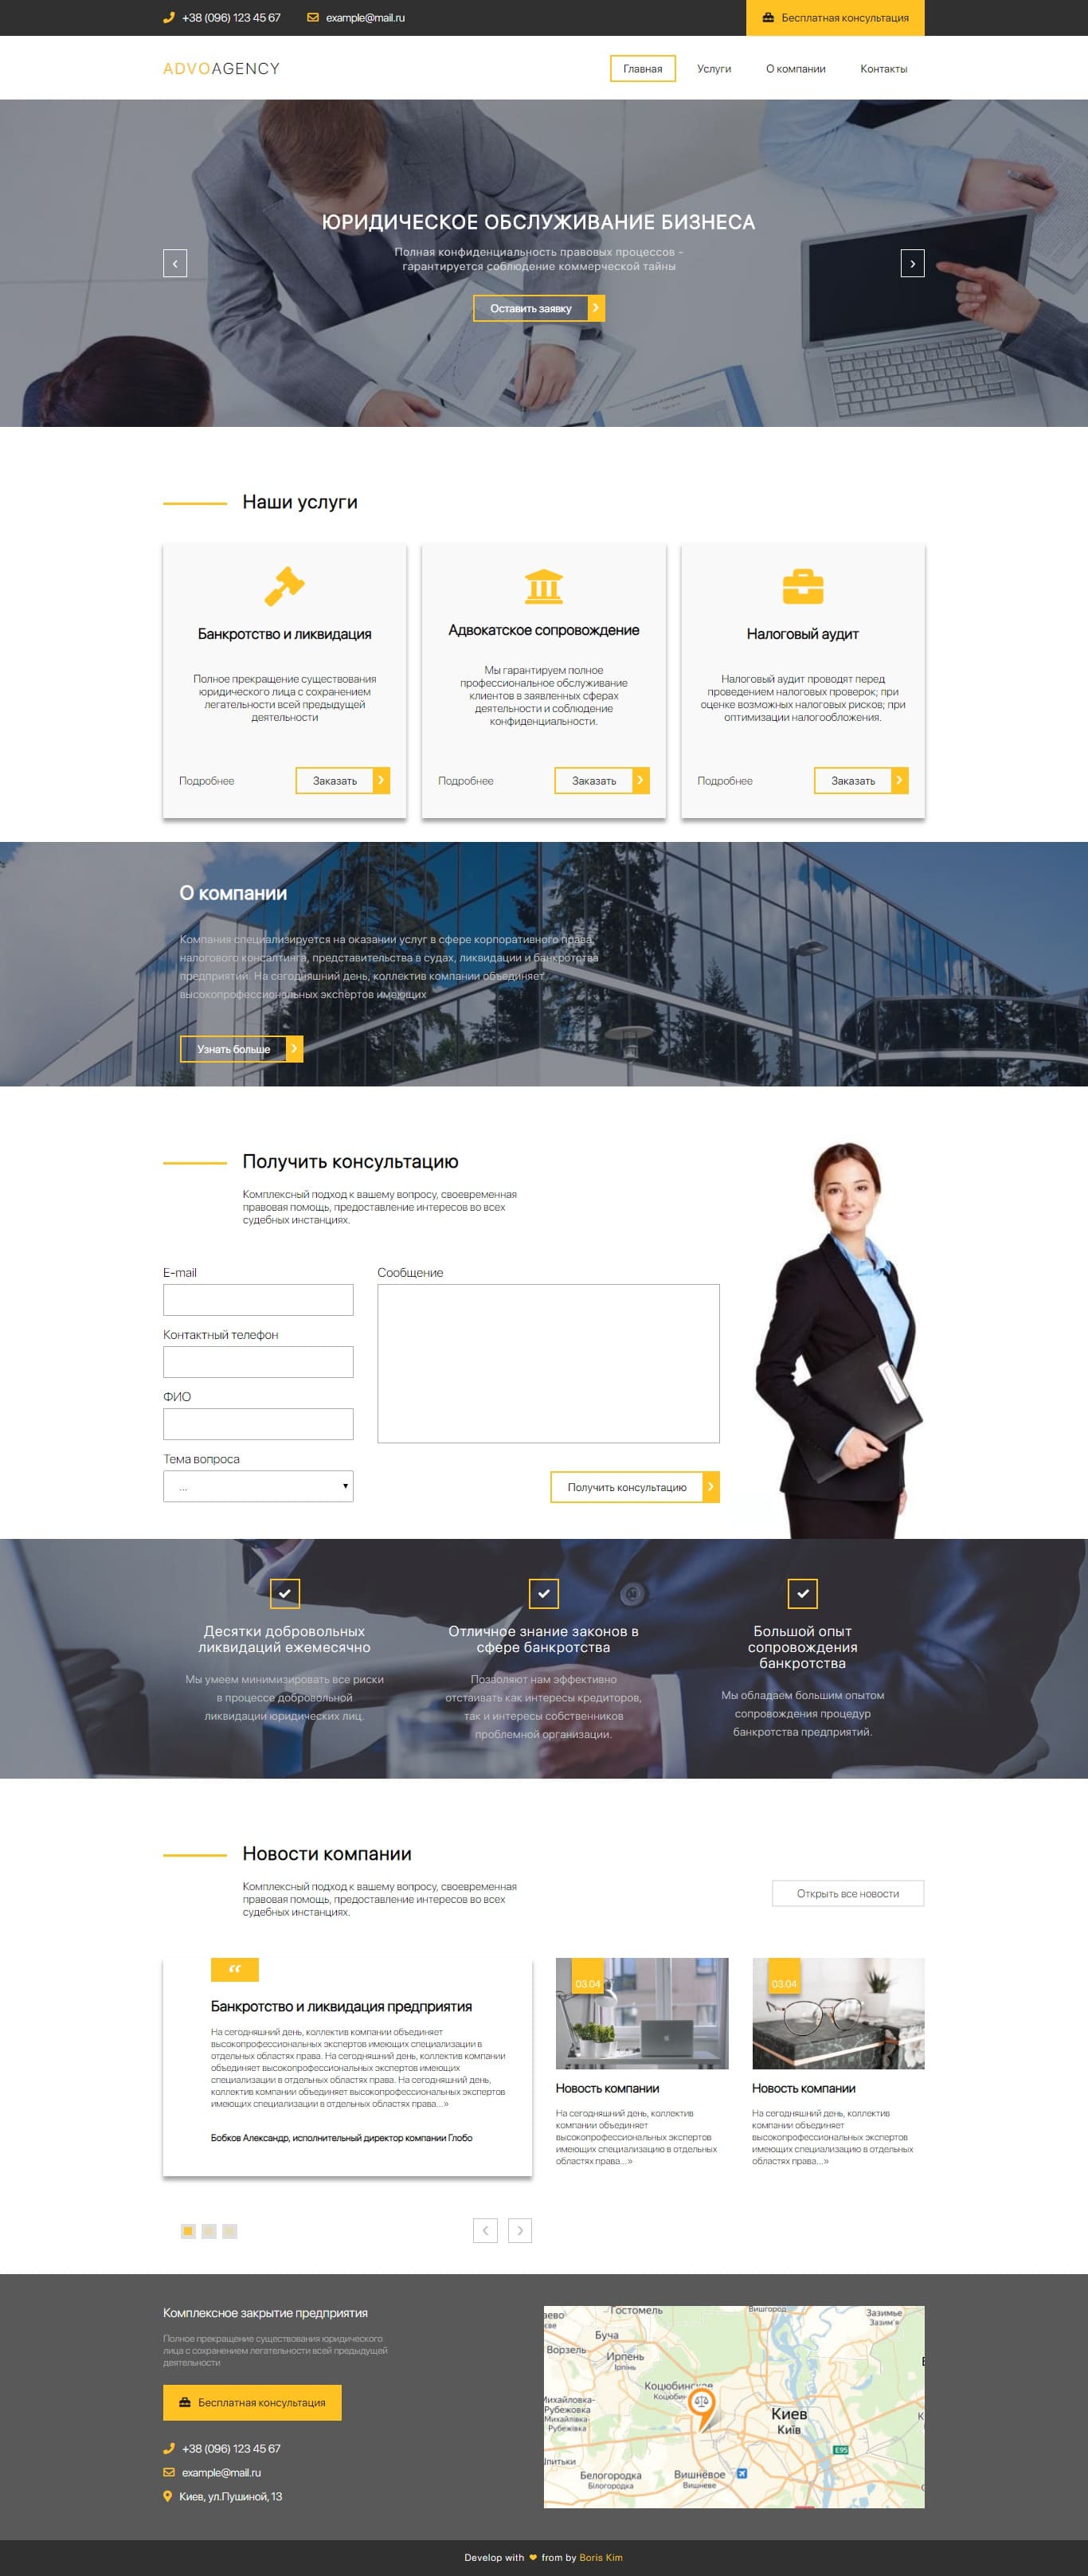 +38 (096) 123 45 67
example@mail.ru
Бесплатная консультация
ADVOAGENCY
Главная
Услуги
О компании
Контакты
ЮРИДИЧЕСКОЕ ОБСЛУЖИВАНИЕ БИЗНЕСА
Полная конфиденциальность правовых процессов -
гарантируется соблюдение коммерческой тайны
Оставить заявку
Наши услуги
Банкротство и ликвидация
Полное прекращение существования
юридического лица с сохранением
легательности всей предыдущей
деятельности
Подробнее
Заказать
Адвокатское сопровождение
Мы гарантируем полное
профессиональное обслуживание
клиентов в заявленных сферах
деятельности и соблюдение
конфиденциальности.
Подробнее
Заказать
Налоговый аудит
Налоговый аудит проводят перед
проведением налоговых проверок; при
оценке возможных налоговых рисков; при
оптимизации налогообложения.
Подробнее
Заказать
О компании
Компания специализируется на оказании услуг в сфере корпоративного права,
налогового консалтинга, представительства в судах, ликвидации и банкротства
предприятий. На сегодняшний день, коллектив компании объединяет
высокопрофессиональных экспертов имеющих
Узнать больше
Получить консультацию
Комплексный подход к вашему вопросу, своевременная
правовая помощь, предоставление интересов во всех
судебных инстанциях.
E-mail
Контактный телефон
ФИО
Тема вопроса
...
Сообщение
Получить консультацию
Десятки добровольных
ликвидаций ежемесячно
Мы умеем минимизировать все риски
в процессе добровольной
ликвидации юридических лиц.
Отличное знание законов в
сфере банкротства
Позволяют нам эффективно
отстаивать как интересы кредиторов,
так и интересы собственников
проблемной организации.
Большой опыт
сопровождения
банкротства
Мы обладаем большим опытом
сопровождения процедур
банкротства предприятий.
Новости компании
Комплексный подход к вашему вопросу, своевременная
правовая помощь, предоставление интересов во всех
судебных инстанциях.
Открыть все новости
“
Банкротство и ликвидация предприятия
На сегодняшний день, коллектив компании объединяет
высокопрофессиональных экспертов имеющих специализации в
отдельных областях права. На сегодняшний день, коллектив компании
объединяет высокопрофессиональных экспертов имеющих
специализации в отдельных областях права. На сегодняшний день,
коллектив компании объединяет высокопрофессиональных экспертов
имеющих специализации в отдельных областях права...»
Бобков Александр, исполнительный директор компании Глобо
03.04
Новость компании
На сегодняшний день, коллектив
компании объединяет
высокопрофессиональных экспертов
имеющих специализацию в отдельных
областях права...»
03.04
Новость компании
На сегодняшний день, коллектив
компании объединяет
высокопрофессиональных экспертов
имеющих специализацию в отдельных
областях права...»
Комплексное закрытие предприятия
Полное прекращение существования юридического
лица с сохранением легательности всей предыдущей
деятельности
Бесплатная консультация
+38 (096) 123 45 67
example@mail.ru
Киев, ул.Пушиной, 13
Гостомель
Вышгород
Зазимье
Зазим'я
Буча
Ворзель
Ирпень
Ірпінь
Коцюбинское
Михайловка-
Рубежовка
Михайлівка-
Рубежівка
Киев
Київ
E95
Белогородка
Білогородка
Вишнёвое
Вишневе
Develop with ❤ from by Boris Kim